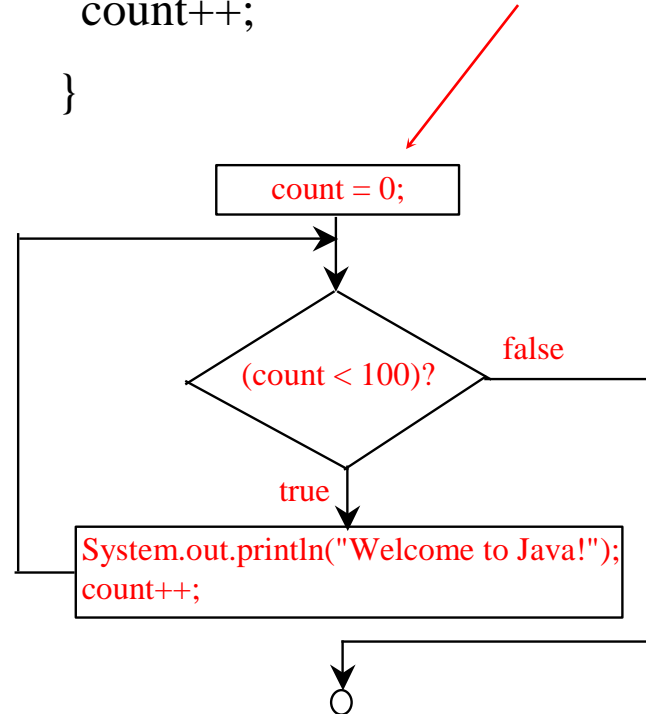 count++;
}
count = 0;
(count < 100)?
false
true
System.out.println("Welcome to Java!");
count++;